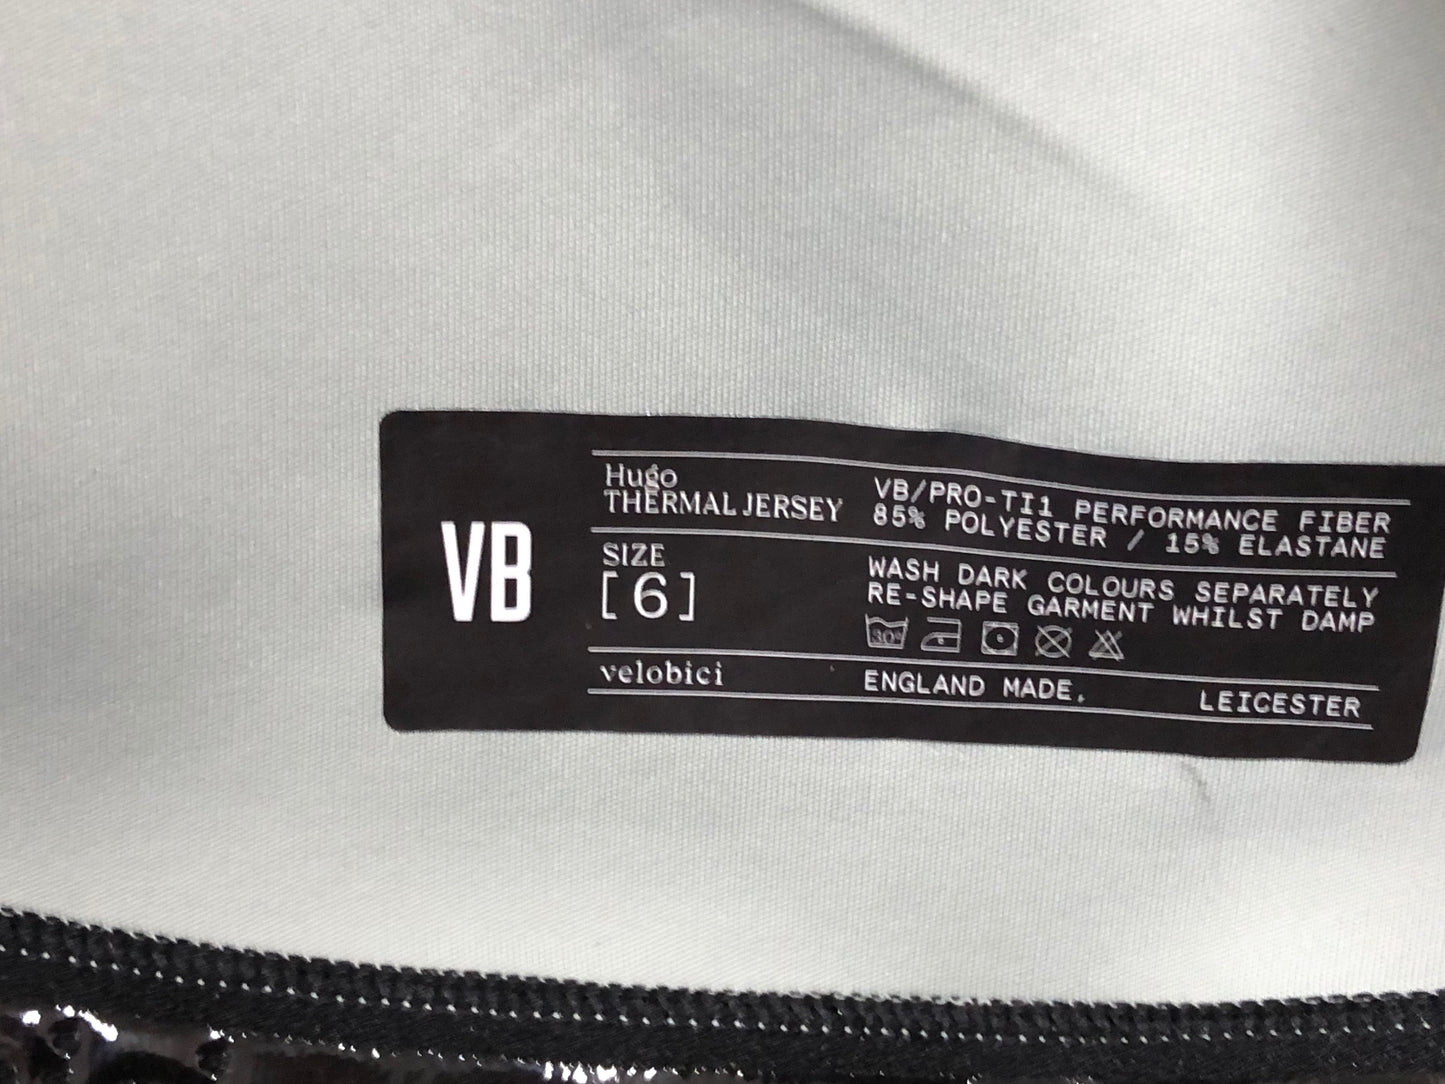 VB
Hugo
THERMAL JERSEY
VB/PRO-TI1 PERFORMANCE FIBER
85% POLYESTER / 15% ELASTANE
SIZE
[6]
WASH DARK COLOURS SEPARATELY
RE-SHAPE GARMENT WHILST DAMP
30°
velobici
ENGLAND MADE.
LEICESTER